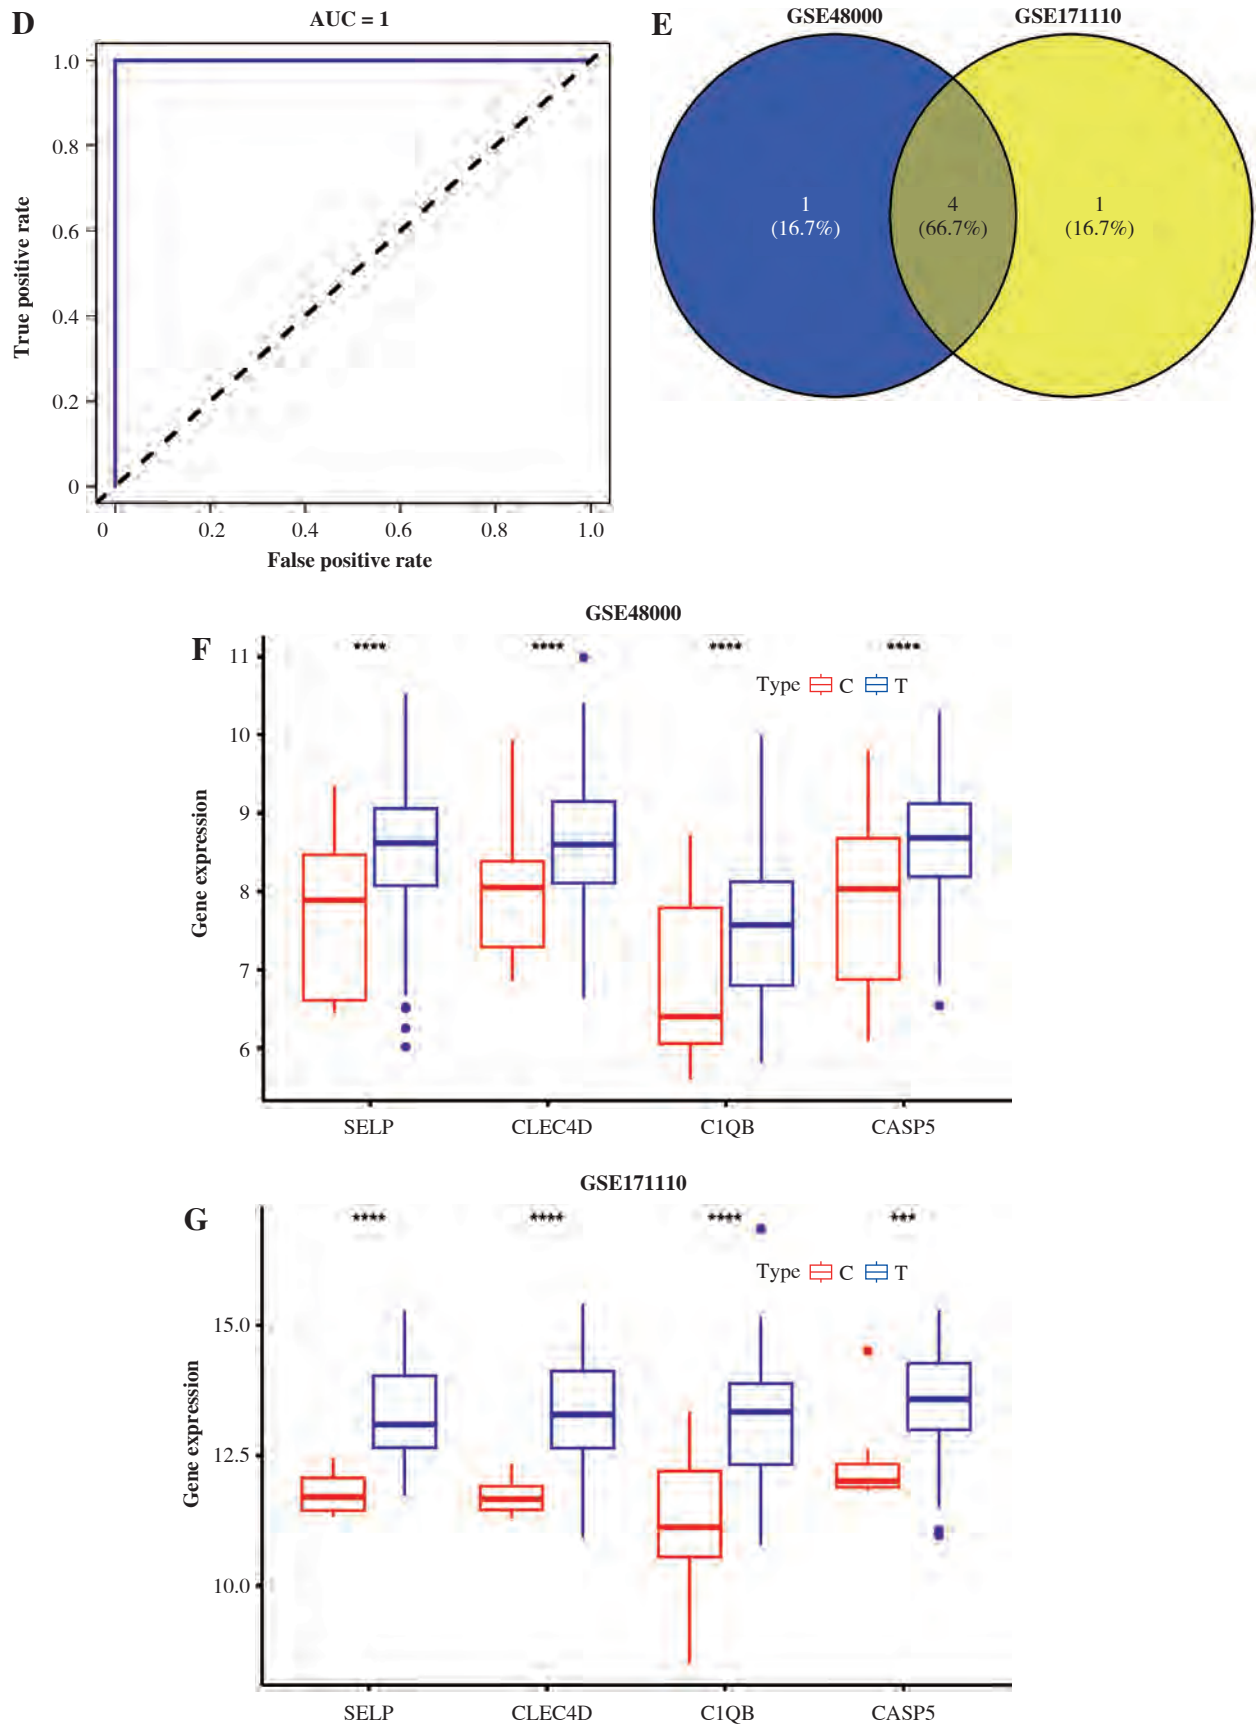 D
AUC = 1
1.0
0.8
0.6
0.4
0.2
0
True positive rate
0 0.2 0.4 0.6 0.8 1.0
False positive rate
E
GSE48000 GSE171110
1 4 1
(16.7%) (66.7%) (16.7%)
GSE48000
F
**** **** **** ****
Type C T
11
10
9
8
7
6
Gene expression
SELP CLEC4D C1QB CASP5
GSE171110
G
**** **** **** ***
Type C T
15.0
12.5
10.0
Gene expression
SELP CLEC4D C1QB CASP5